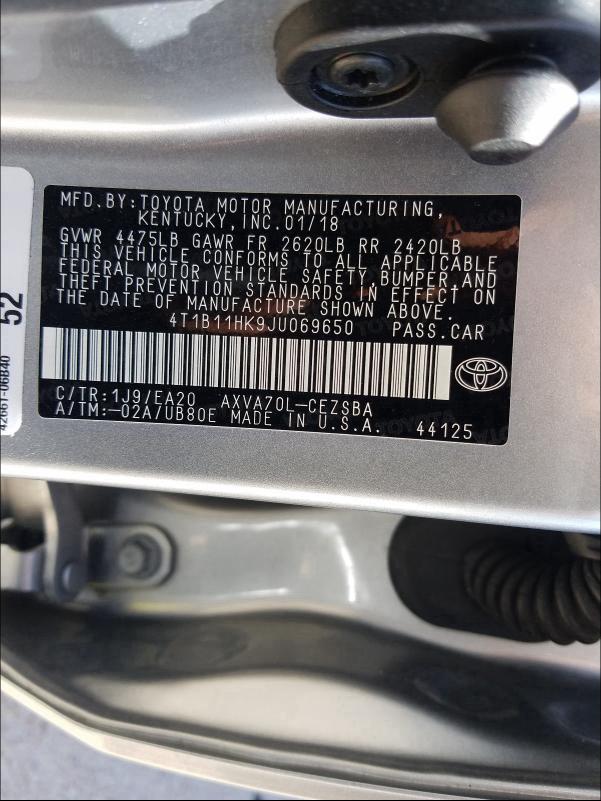 MFD.BY:TOYOTA MOTOR MANUFACTURING,
KENTUCKY,INC.01/18
GVWR 4475LB GAWR FR 2620LB RR 2420LB
THIS VEHICLE CONFORMS TO ALL APPLICABLE
FEDERAL MOTOR VEHICLE SAFETY,BUMPER,AND
THEFT PREVENTION STANDARDS IN EFFECT ON
THE DATE OF MANUFACTURE SHOWN ABOVE.
4T1B11HK9JU069650 PASS.CAR
C/TR:1J9/EA20 AXVA70L-CEZSBA
A/TM:-02A/UB80E MADE IN U.S.A. 44125
52
42661-06B40